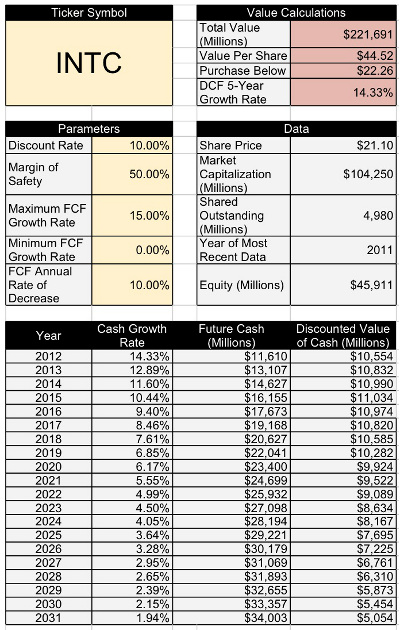 Ticker Symbol
INTC
Value Calculations
Total Value
(Millions) $221,691
Value Per Share $44.52
Purchase Below $22.26
DCF 5-Year
Growth Rate 14.33%
Parameters
Discount Rate 10.00%
Margin of
Safety 50.00%
Maximum FCF
Growth Rate 15.00%
Minimum FCF
Growth Rate 0.00%
FCF Annual
Rate of
Decrease 10.00%
Data
Share Price $21.10
Market
Capitalization
(Millions) $104,250
Shared
Outstanding
(Millions) 4,980
Year of Most
Recent Data 2011
Equity (Millions) $45,911
Year Cash Growth Rate Future Cash (Millions) Discounted Value of Cash (Millions)
2012 14.33% $11,610 $10,554
2013 12.89% $13,107 $10,832
2014 11.60% $14,627 $10,990
2015 10.44% $16,155 $11,034
2016 9.40% $17,673 $10,974
2017 8.46% $19,168 $10,820
2018 7.61% $20,627 $10,585
2019 6.85% $22,041 $10,282
2020 6.17% $23,400 $9,924
2021 5.55% $24,699 $9,522
2022 4.99% $25,932 $9,089
2023 4.50% $27,098 $8,634
2024 4.05% $28,194 $8,167
2025 3.64% $29,221 $7,695
2026 3.28% $30,179 $7,225
2027 2.95% $31,069 $6,761
2028 2.65% $31,893 $6,310
2029 2.39% $32,655 $5,873
2030 2.15% $33,357 $5,454
2031 1.94% $34,003 $5,054